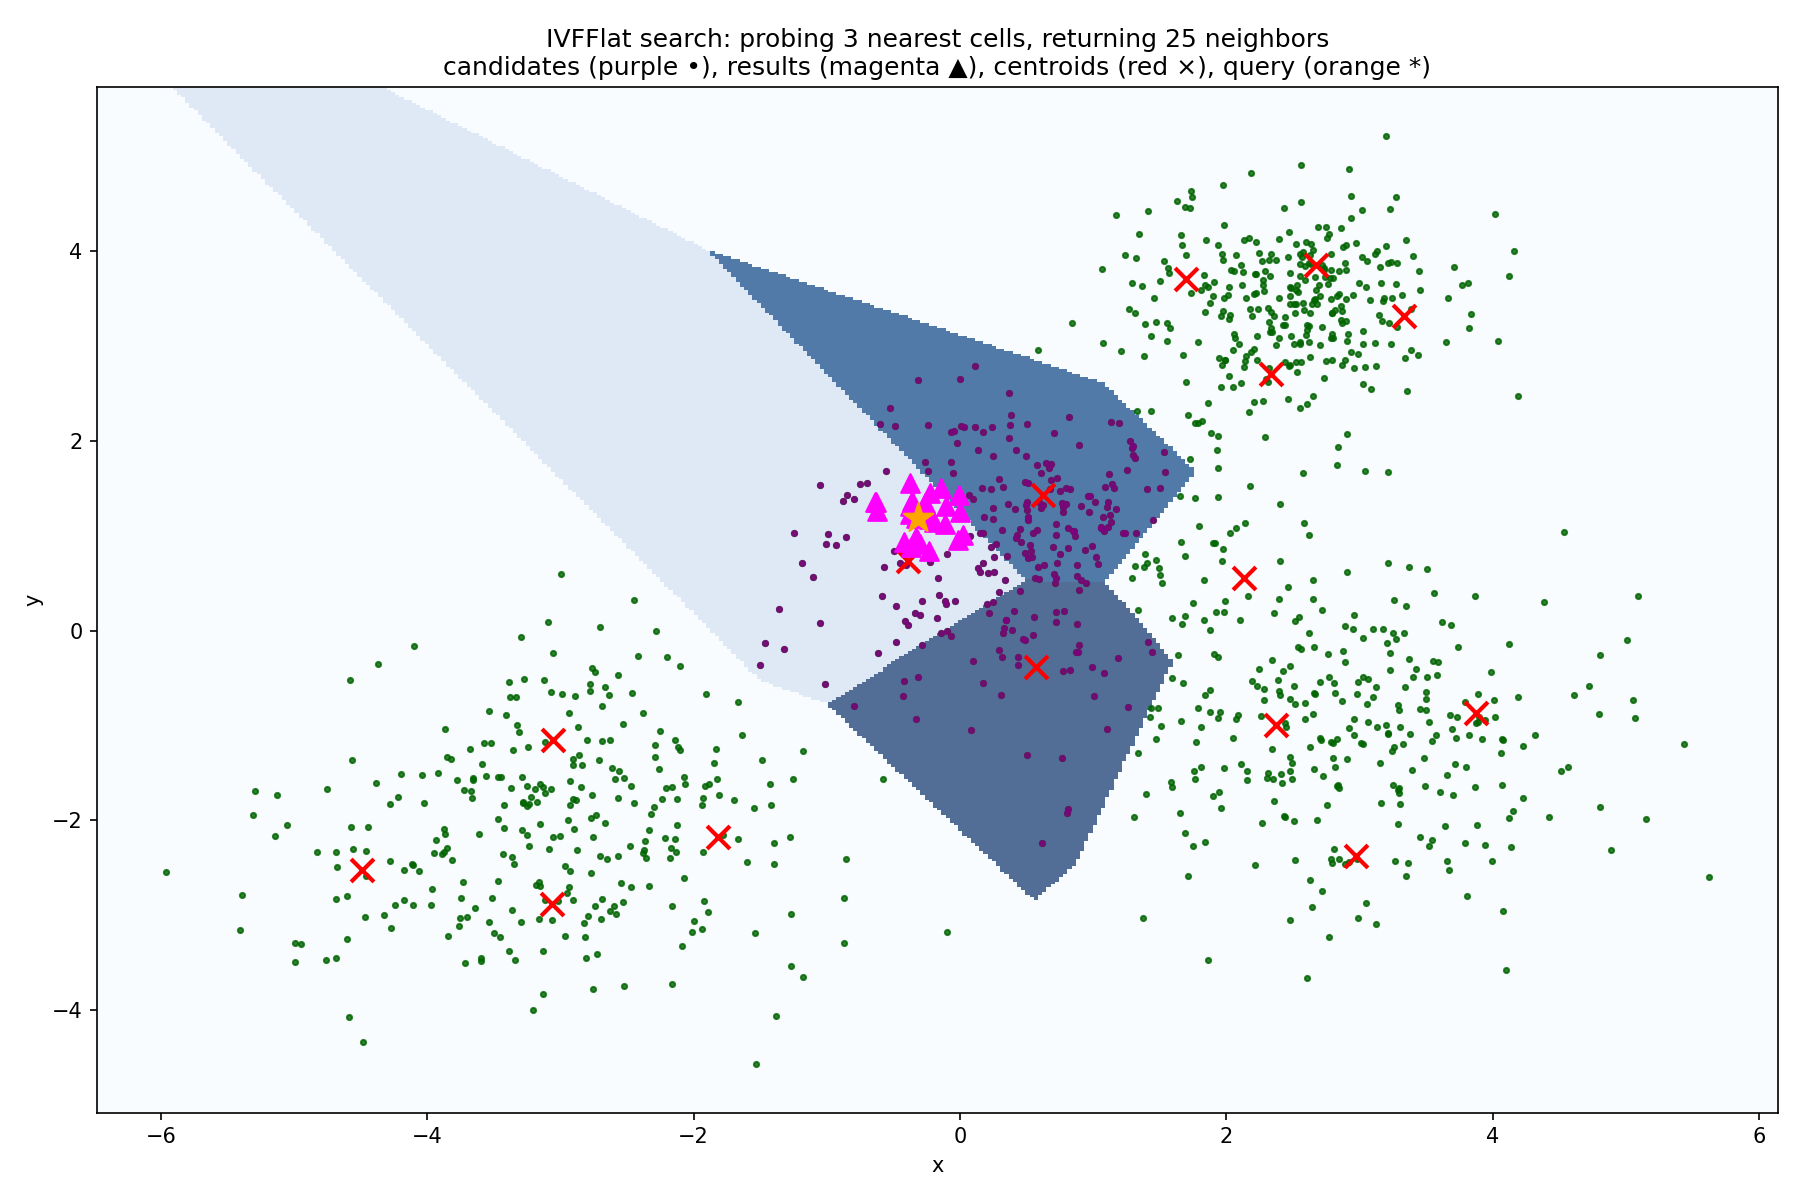 IVFFlat search: probing 3 nearest cells, returning 25 neighbors
candidates (purple •), results (magenta ▲), centroids (red ×), query (orange *)
y
4
2
0
−2
−4
−6 −4 −2 0 2 4 6
x